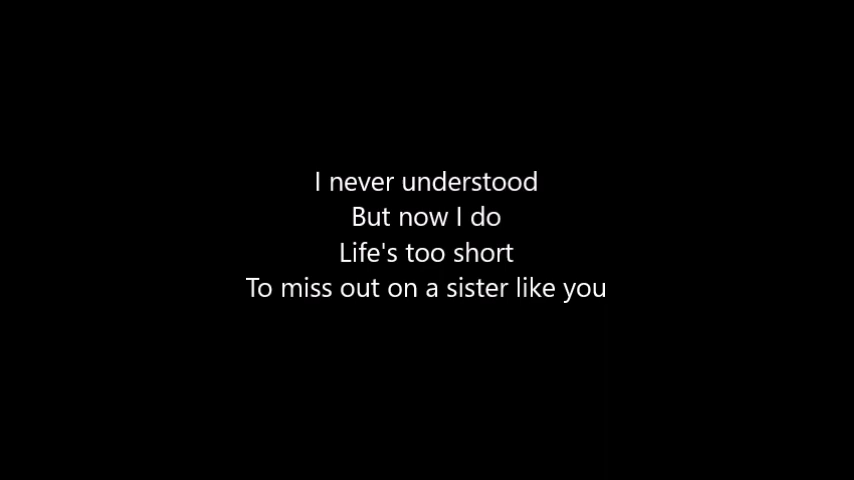 I never understood
But now I do
Life's too short
To miss out on a sister like you